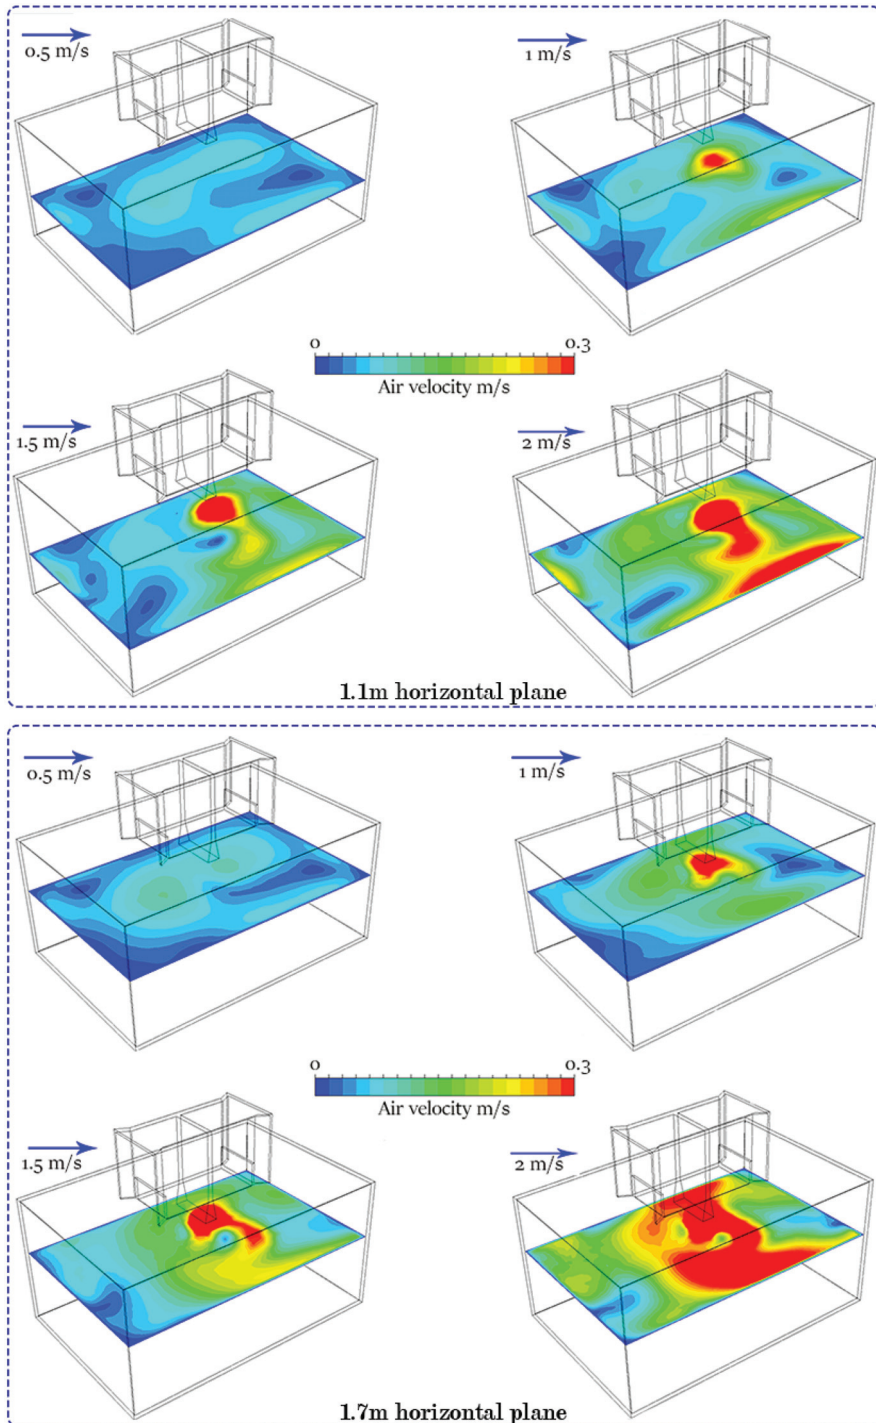 0.5 m/s
1 m/s
0
0.3
Air velocity m/s
1.5 m/s
2 m/s
1.1m horizontal plane
0.5 m/s
1 m/s
0
0.3
Air velocity m/s
1.5 m/s
2 m/s
1.7m horizontal plane